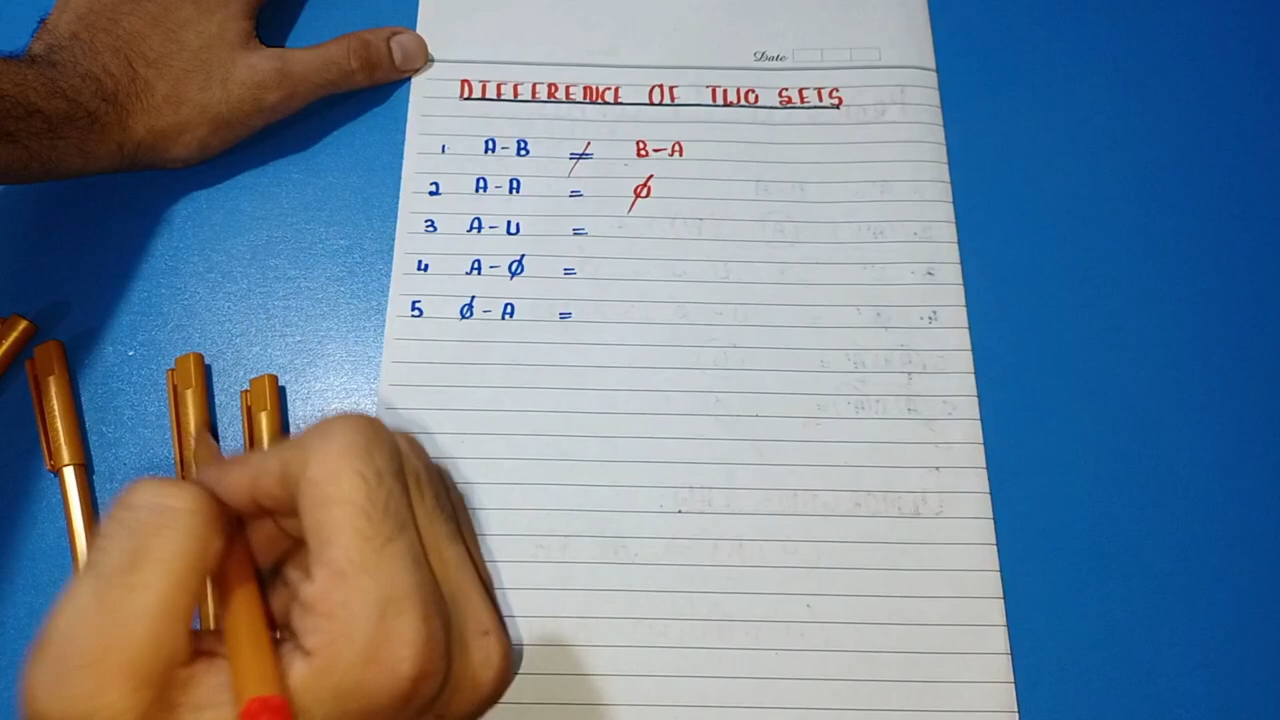 Date
DIFFERENCE OF TWO SETS
1. A-B ≠ B-A
2 A-A = ϕ
3 A-U =
4 A-ϕ =
5 ϕ-A =